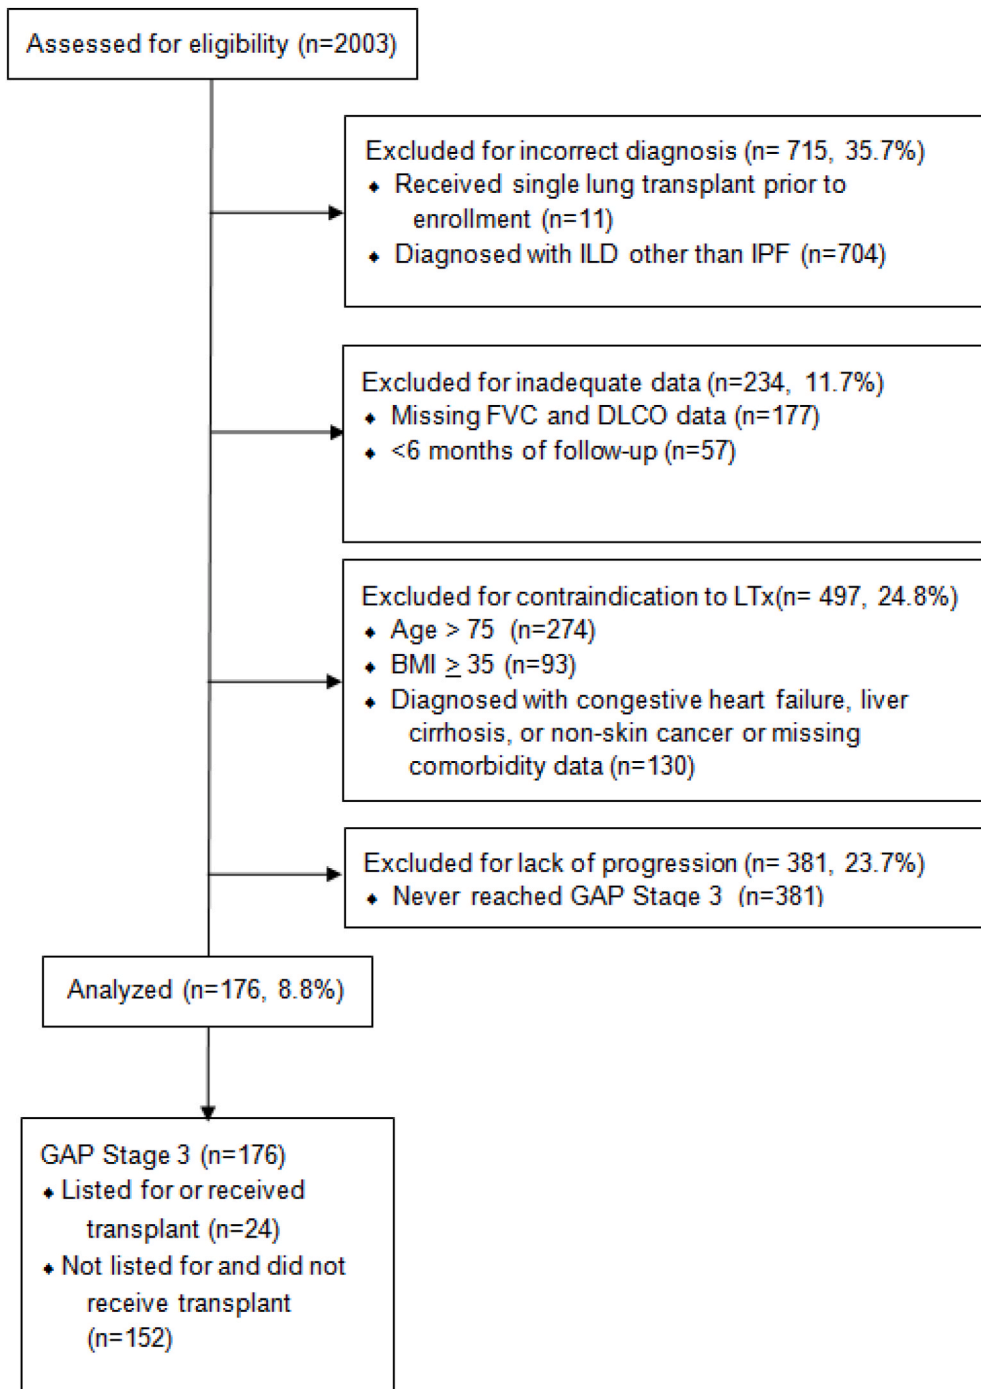 Assessed for eligibility (n=2003)
Excluded for incorrect diagnosis (n= 715, 35.7%)
⬥ Received single lung transplant prior to
enrollment (n=11)
⬥ Diagnosed with ILD other than IPF (n=704)
Excluded for inadequate data (n=234, 11.7%)
⬥ Missing FVC and DLCO data (n=177)
⬥ <6 months of follow-up (n=57)
Excluded for contraindication to LTx(n= 497, 24.8%)
⬥ Age > 75 (n=274)
⬥ BMI ≥ 35 (n=93)
⬥ Diagnosed with congestive heart failure, liver
cirrhosis, or non-skin cancer or missing
comorbidity data (n=130)
Excluded for lack of progression (n= 381, 23.7%)
⬥ Never reached GAP Stage 3 (n=381)
Analyzed (n=176, 8.8%)
GAP Stage 3 (n=176)
⬥ Listed for or received
transplant (n=24)
⬥ Not listed for and did not
receive transplant
(n=152)